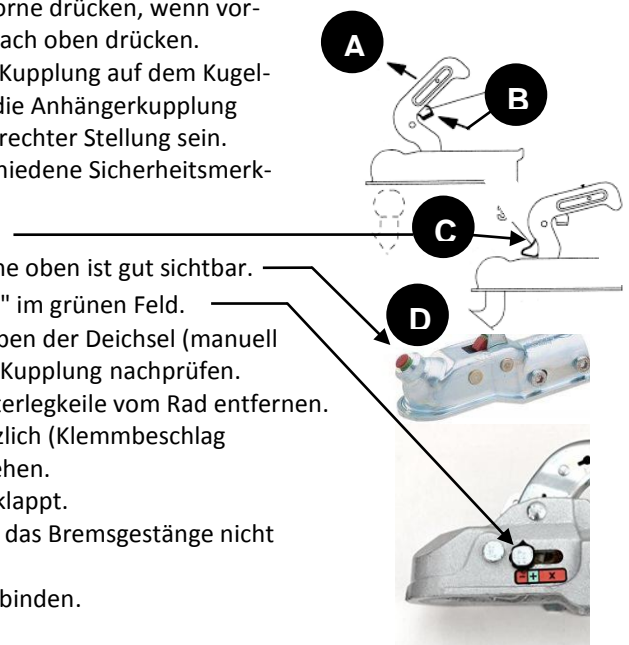 orne drücken, wenn vor-
ach oben drücken.
Kupplung auf dem Kugel-
die Anhängerkupplung
rechter Stellung sein.
hiedene Sicherheitsmerk-
ne oben ist gut sichtbar.
" im grünen Feld.
ben der Deichsel (manuell
Kupplung nachprüfen.
terlegkeile vom Rad entfernen.
zlich (Klemmbeschlag
ehen.
klappt.
das Bremsgestänge nicht
binden.
A
B
C
D
- + X